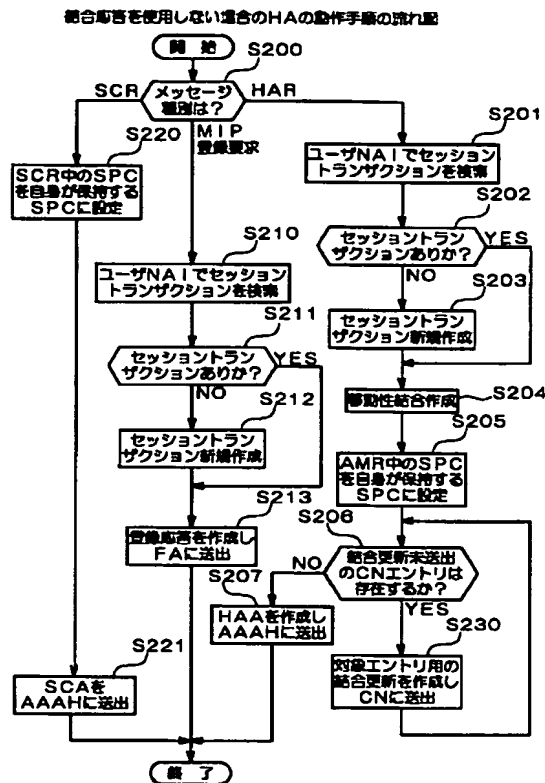 結合応答を使用しない場合のHAの動作手順の流れ図
開　始
S200
メッセージ
種別は？
SCR
HAR
MIP
登録要求
S220
SCR中のSPC
を自身が保持する
SPCに設定
S201
ユーザNAIでセッション
トランザクションを検索
S202
セッショントラン
ザクションありか？
YES
NO
S203
セッショントラン
ザクション新規作成
S204
移動性結合作成
S205
AMR中のSPC
を自身が保持する
SPCに設定
S206
結合更新未送出
のCNエントリは
存在するか？
NO
YES
S207
HAAを作成し
AAAHに送出
S230
対象エントリ用の
結合更新を作成し
CNに送出
S210
ユーザNAIでセッション
トランザクションを検索
S211
セッショントラン
ザクションありか？
YES
NO
S212
セッショントラン
ザクション新規作成
S213
登録応答を作成し
FAに送出
S221
SCAを
AAAHに送出
終　了